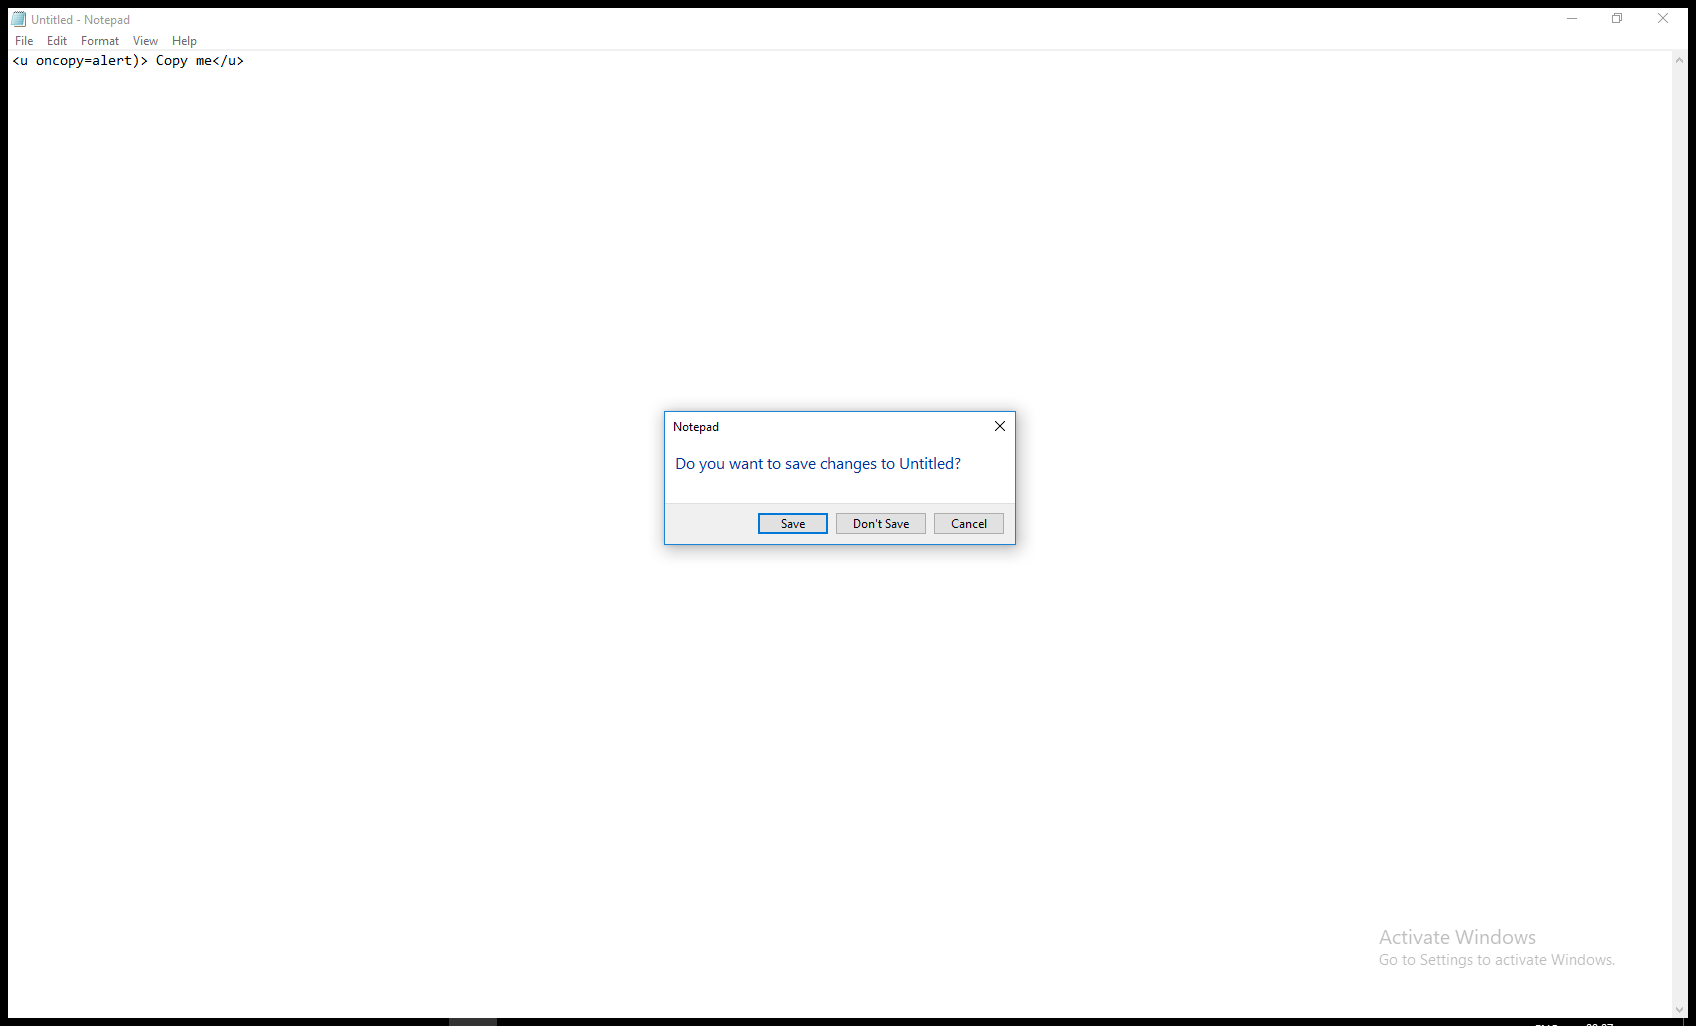 Untitled - Notepad
File Edit Format View Help
<u oncopy=alert)> Copy me</u>
Notepad
Do you want to save changes to Untitled?
Save Don't Save Cancel
Activate Windows
Go to Settings to activate Windows.